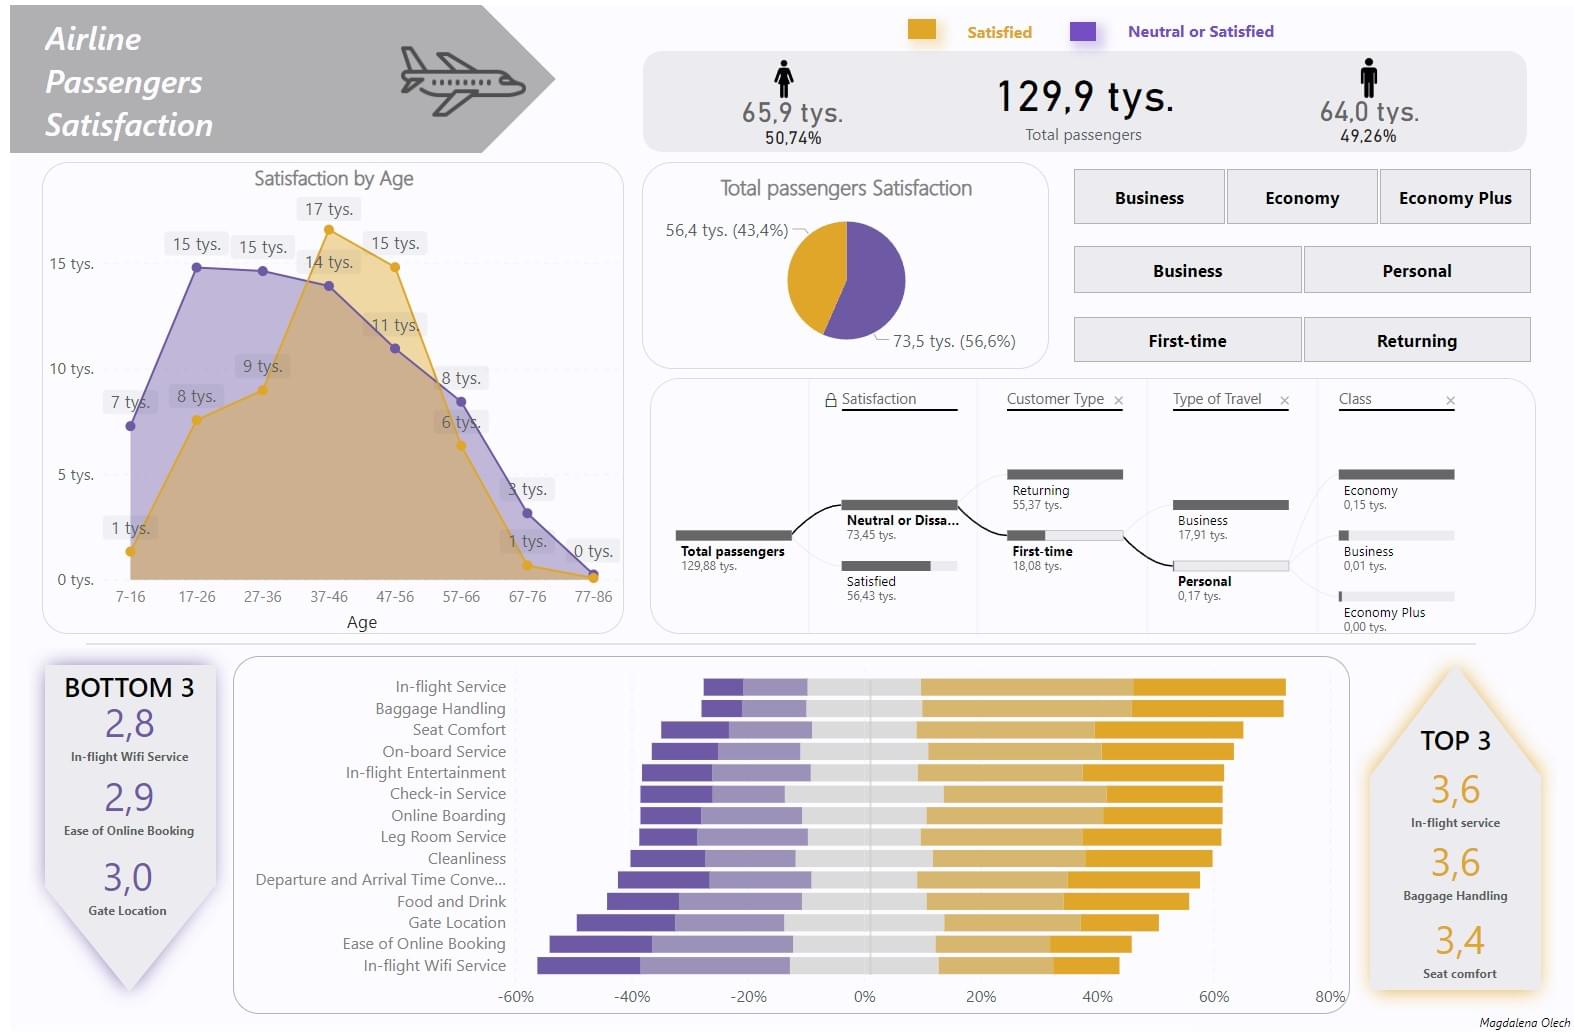 Airline
Passengers
Satisfaction
Satisfied
Neutral or Satisfied
65,9 tys.
50,74%
129,9 tys.
Total passengers
64,0 tys.
49,26%
Satisfaction by Age
17 tys.
15 tys.
15 tys.
15 tys.
14 tys.
15 tys.
11 tys.
10 tys.
9 tys.
8 tys.
7 tys.
8 tys.
6 tys.
5 tys.
3 tys.
1 tys.
1 tys.
0 tys.
0 tys.
7-16
17-26
27-36
37-46
47-56
57-66
67-76
77-86
Age
Total passengers Satisfaction
56,4 tys. (43,4%)
73,5 tys. (56,6%)
Business
Economy
Economy Plus
Business
Personal
First-time
Returning
Satisfaction
Customer Type
Type of Travel
Class
Total passengers
129,88 tys.
Neutral or Dissa...
73,45 tys.
Satisfied
56,43 tys.
Returning
55,37 tys.
First-time
18,08 tys.
Business
17,91 tys.
Personal
0,17 tys.
Economy
0,15 tys.
Business
0,01 tys.
Economy Plus
0,00 tys.
BOTTOM 3
2,8
In-flight Wifi Service
2,9
Ease of Online Booking
3,0
Gate Location
In-flight Service
Baggage Handling
Seat Comfort
On-board Service
In-flight Entertainment
Check-in Service
Online Boarding
Leg Room Service
Cleanliness
Departure and Arrival Time Conve...
Food and Drink
Gate Location
Ease of Online Booking
In-flight Wifi Service
-60%
-40%
-20%
0%
20%
40%
60%
80%
TOP 3
3,6
In-flight service
3,6
Baggage Handling
3,4
Seat comfort
Magdalena Olech